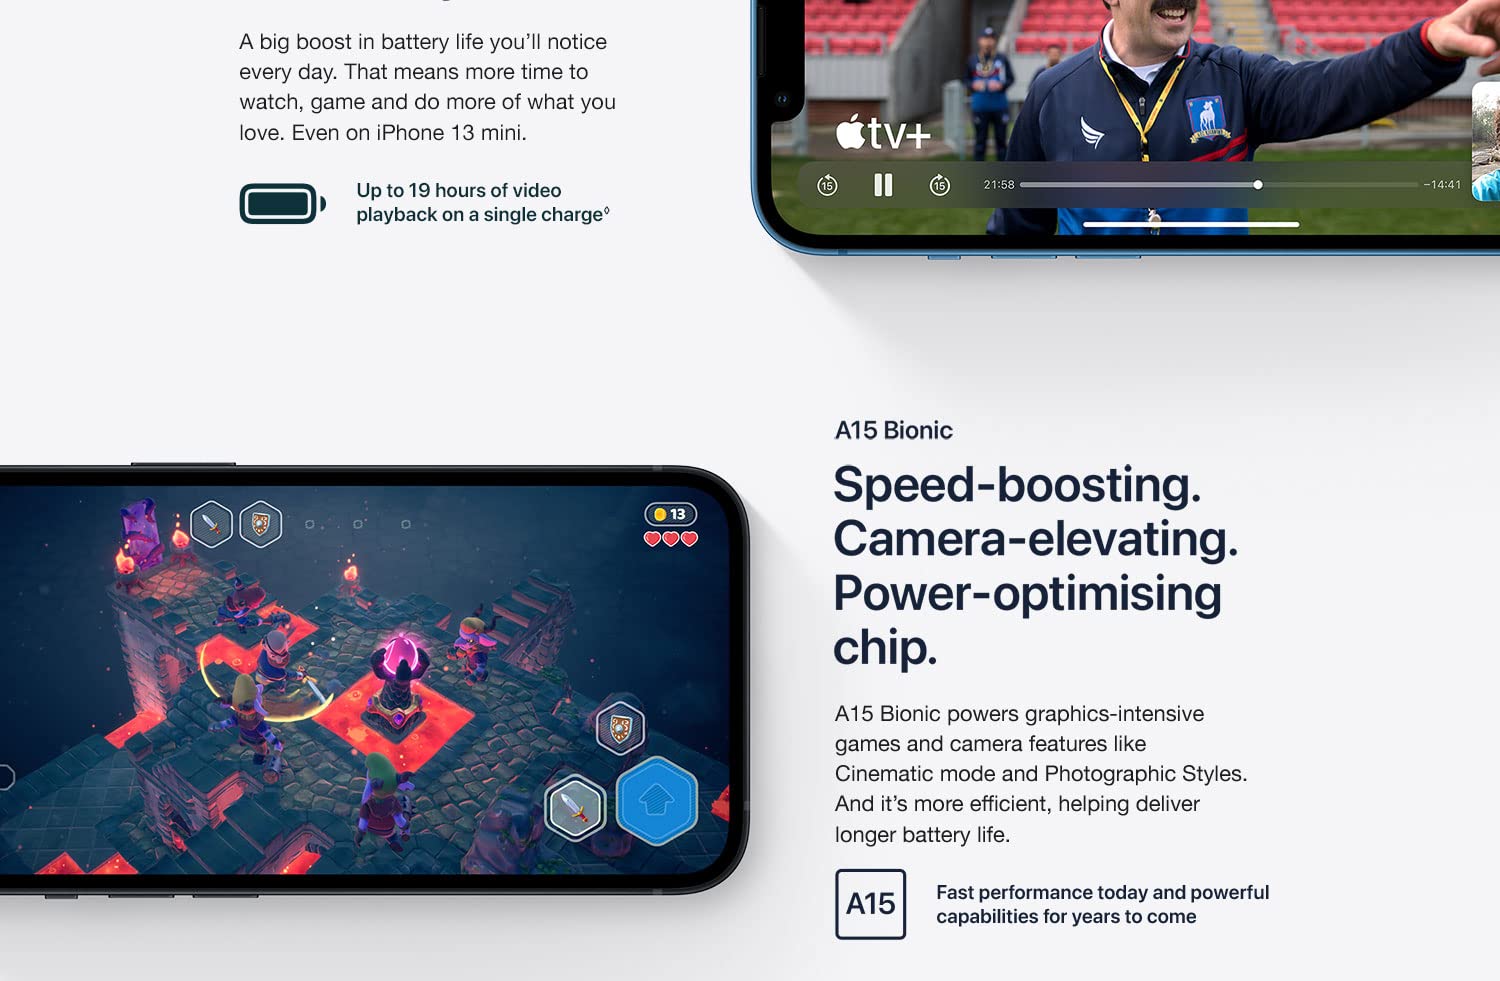 A big boost in battery life you’ll notice
every day. That means more time to
watch, game and do more of what you
love. Even on iPhone 13 mini.
Up to 19 hours of video
playback on a single charge◊
tv+
15
15
21:58
−14:41
13
A15 Bionic
Speed-boosting.
Camera-elevating.
Power-optimising
chip.
A15 Bionic powers graphics-intensive
games and camera features like
Cinematic mode and Photographic Styles.
And it’s more efficient, helping deliver
longer battery life.
A15
Fast performance today and powerful
capabilities for years to come